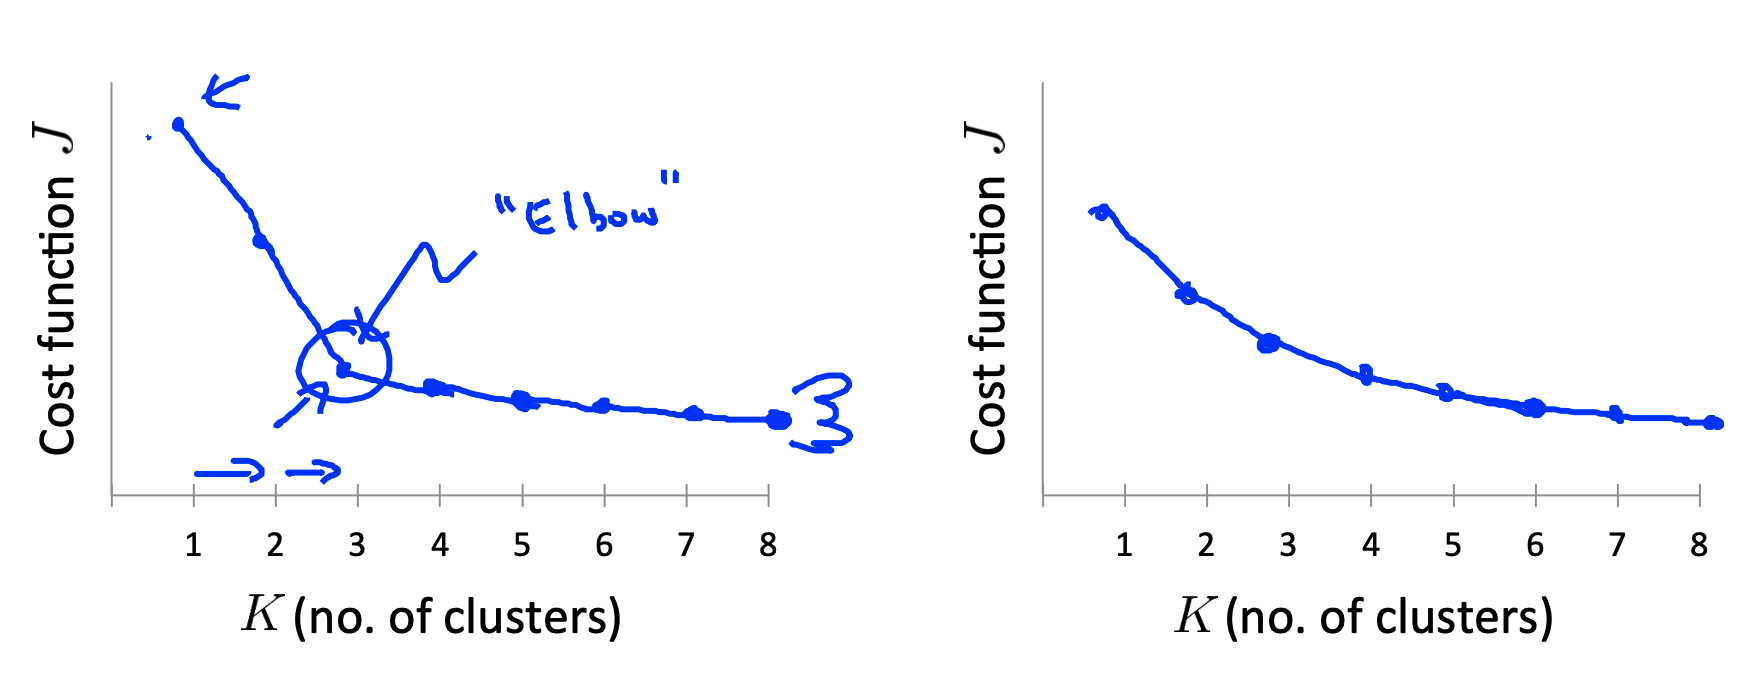 "Elbow"
Cost function J
1 2 3 4 5 6 7 8
K (no. of clusters)
Cost function J
1 2 3 4 5 6 7 8
K (no. of clusters)